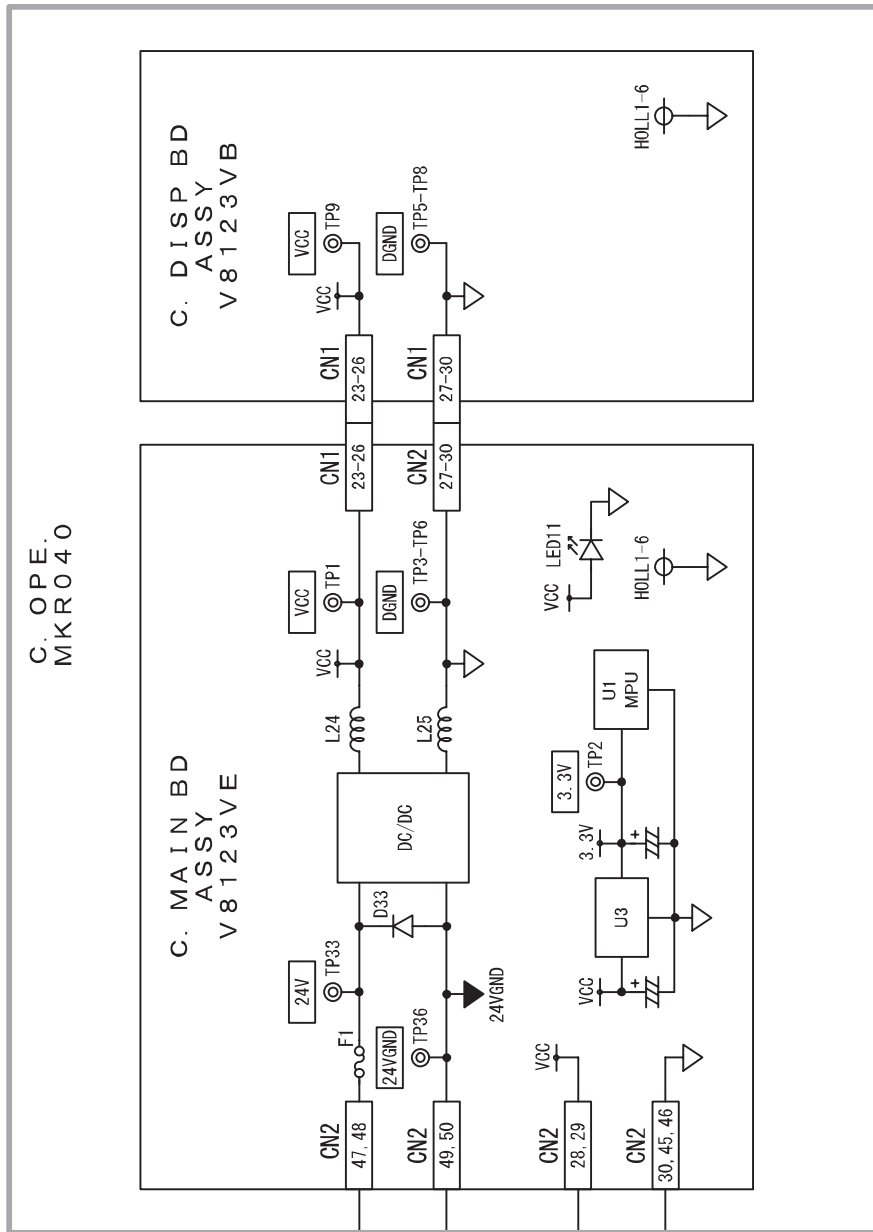 C. OPE.
MKR040
C. MAIN BD
ASSY
V8123VE
CN2
47, 48
F1
24V
TP33
D33
DC/DC
L24
VCC
VCC
TP1
CN1
23-26
CN2
49, 50
24VGND
TP36
24VGND
L25
DGND
TP3-TP6
CN2
27-30
CN2
28, 29
VCC
CN2
30, 45, 46
VCC
+
U3
3.3V
+
3.3V
TP2
U1
MPU
VCC
LED11
HOLL1-6
C. DISP BD
ASSY
V8123VB
CN1
23-26
VCC
VCC
TP9
CN1
27-30
DGND
TP5-TP8
HOLL1-6